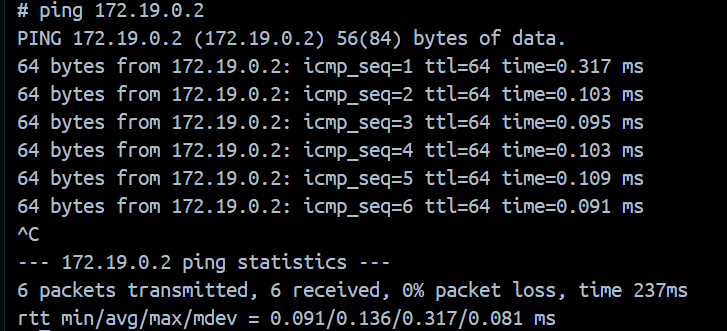 # ping 172.19.0.2
PING 172.19.0.2 (172.19.0.2) 56(84) bytes of data.
64 bytes from 172.19.0.2: icmp_seq=1 ttl=64 time=0.317 ms
64 bytes from 172.19.0.2: icmp_seq=2 ttl=64 time=0.103 ms
64 bytes from 172.19.0.2: icmp_seq=3 ttl=64 time=0.095 ms
64 bytes from 172.19.0.2: icmp_seq=4 ttl=64 time=0.103 ms
64 bytes from 172.19.0.2: icmp_seq=5 ttl=64 time=0.109 ms
64 bytes from 172.19.0.2: icmp_seq=6 ttl=64 time=0.091 ms
^C
--- 172.19.0.2 ping statistics ---
6 packets transmitted, 6 received, 0% packet loss, time 237ms
rtt min/avg/max/mdev = 0.091/0.136/0.317/0.081 ms